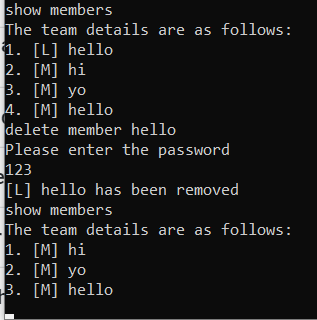 show members
The team details are as follows:
1. [L] hello
2. [M] hi
3. [M] yo
4. [M] hello
delete member hello
Please enter the password
123
[L] hello has been removed
show members
The team details are as follows:
1. [M] hi
2. [M] yo
3. [M] hello